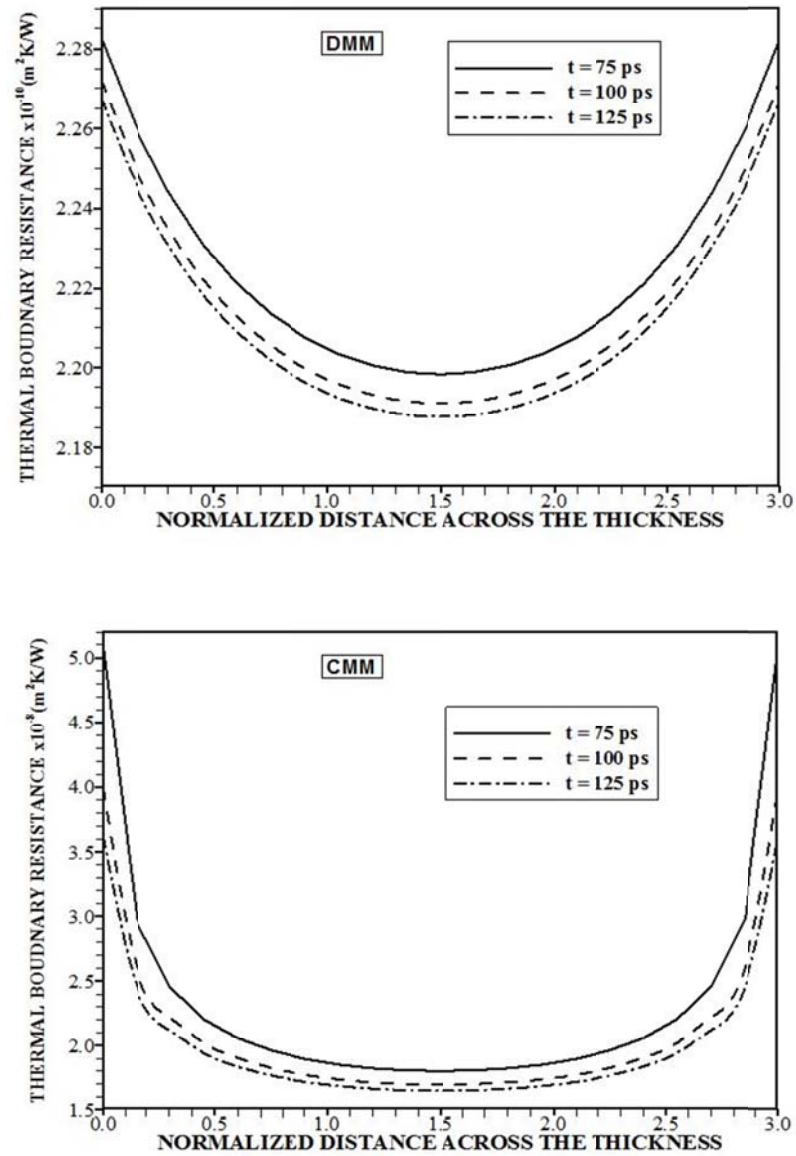 DMM
t = 75 ps
t = 100 ps
t = 125 ps
THERMAL BOUDNARY RESISTANCE x10⁻¹⁰(m²K/W)
2.28
2.26
2.24
2.22
2.20
2.18
0.0 0.5 1.0 1.5 2.0 2.5 3.0
NORMALIZED DISTANCE ACROSS THE THICKNESS
CMM
t = 75 ps
t = 100 ps
t = 125 ps
THERMAL BOUDNARY RESISTANCE x10⁻⁸(m²K/W)
5.0
4.5
4.0
3.5
3.0
2.5
2.0
1.5
0.0 0.5 1.0 1.5 2.0 2.5 3.0
NORMALIZED DISTANCE ACROSS THE THICKNESS